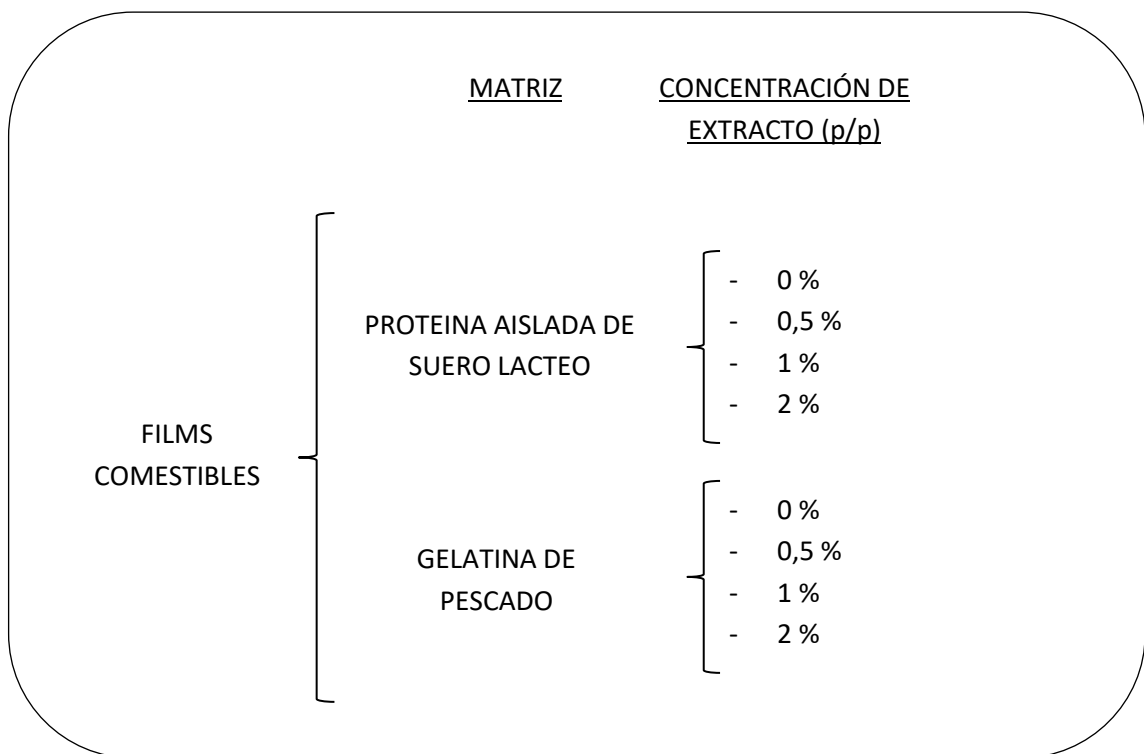 MATRIZ
CONCENTRACIÓN DE
EXTRACTO (p/p)
FILMS
COMESTIBLES
PROTEINA AISLADA DE
SUERO LACTEO
- 0 %
- 0,5 %
- 1 %
- 2 %
GELATINA DE
PESCADO
- 0 %
- 0,5 %
- 1 %
- 2 %